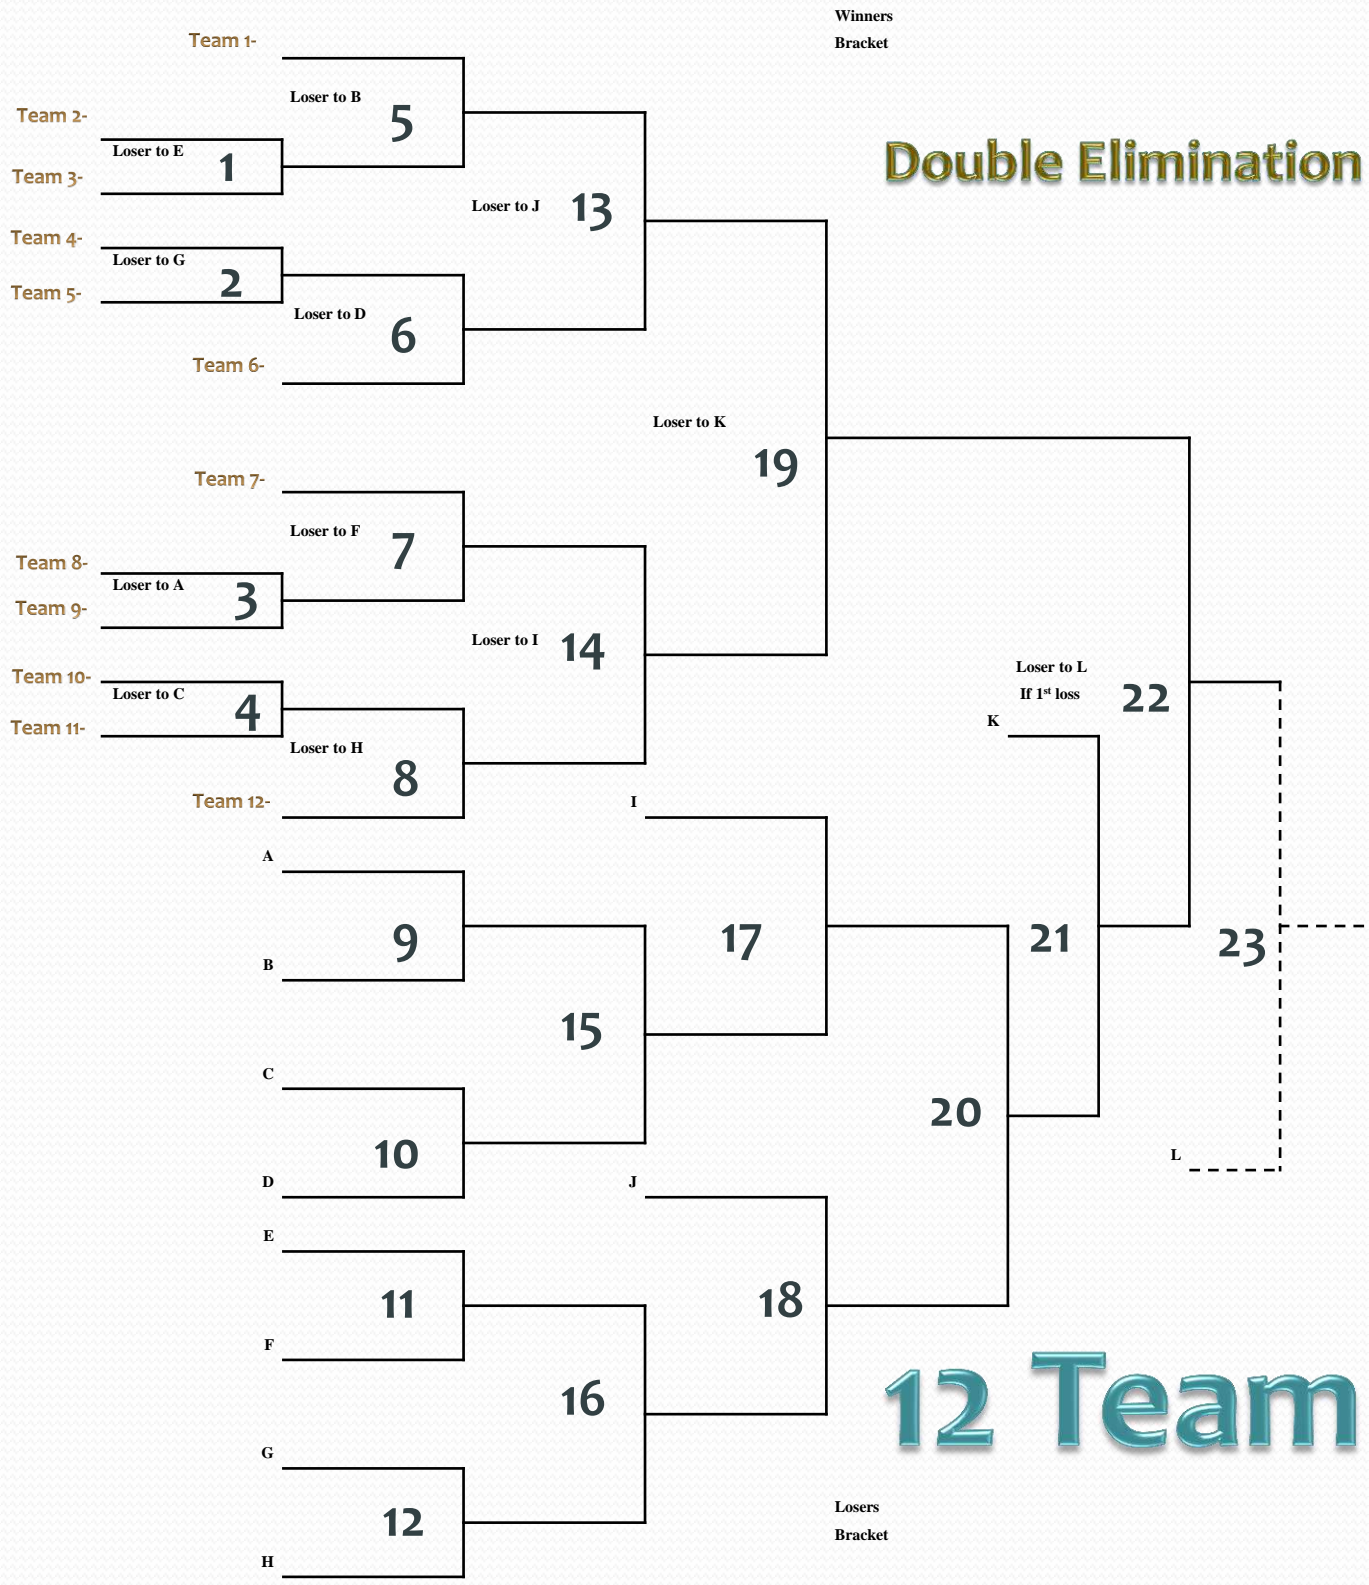 Winners
Bracket
Team 1-
Loser to B
5
Team 2-
Loser to E
1
Team 3-
Double Elimination
Loser to J
13
Team 4-
Loser to G
2
Team 5-
Loser to D
6
Team 6-
Loser to K
19
Team 7-
Loser to F
7
Team 8-
Loser to A
3
Team 9-
Loser to I
14
Team 10-
Loser to C
4
Team 11-
Loser to L
If 1st loss
22
K
Loser to H
8
Team 12-
I
A
9
B
17
21
23
15
C
10
D
20
L
J
E
11
F
18
16
12 Team
G
12
H
Losers
Bracket